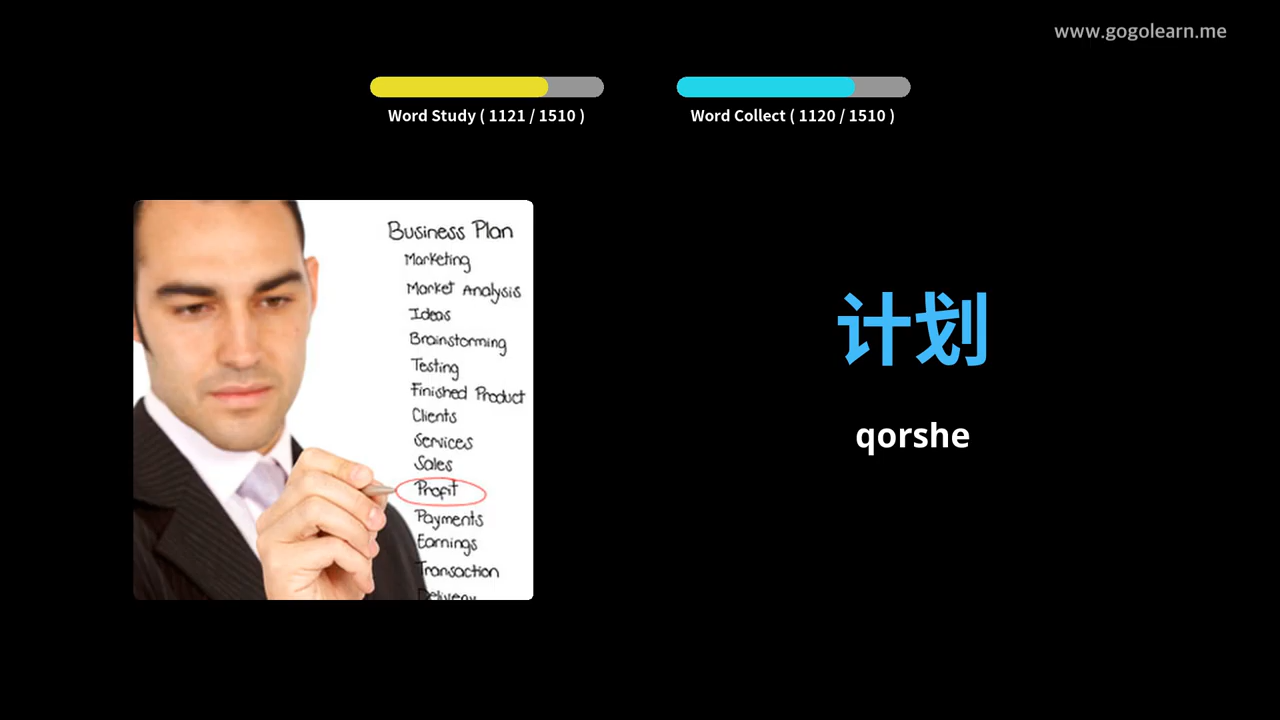 www.gogolearn.me
Word Study ( 1121 / 1510 )
Word Collect ( 1120 / 1510 )
Business Plan
Marketing
Market Analysis
Ideas
Brainstorming
Testing
Finished Product
Clients
Services
Sales
Profit
Payments
Earnings
Transaction
Delivery
计划
qorshe